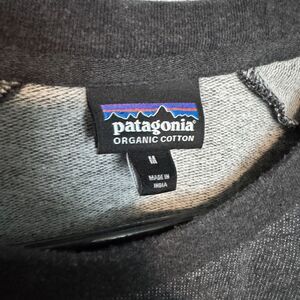 patagonia
ORGANIC COTTON
M
MADE IN
INDIA